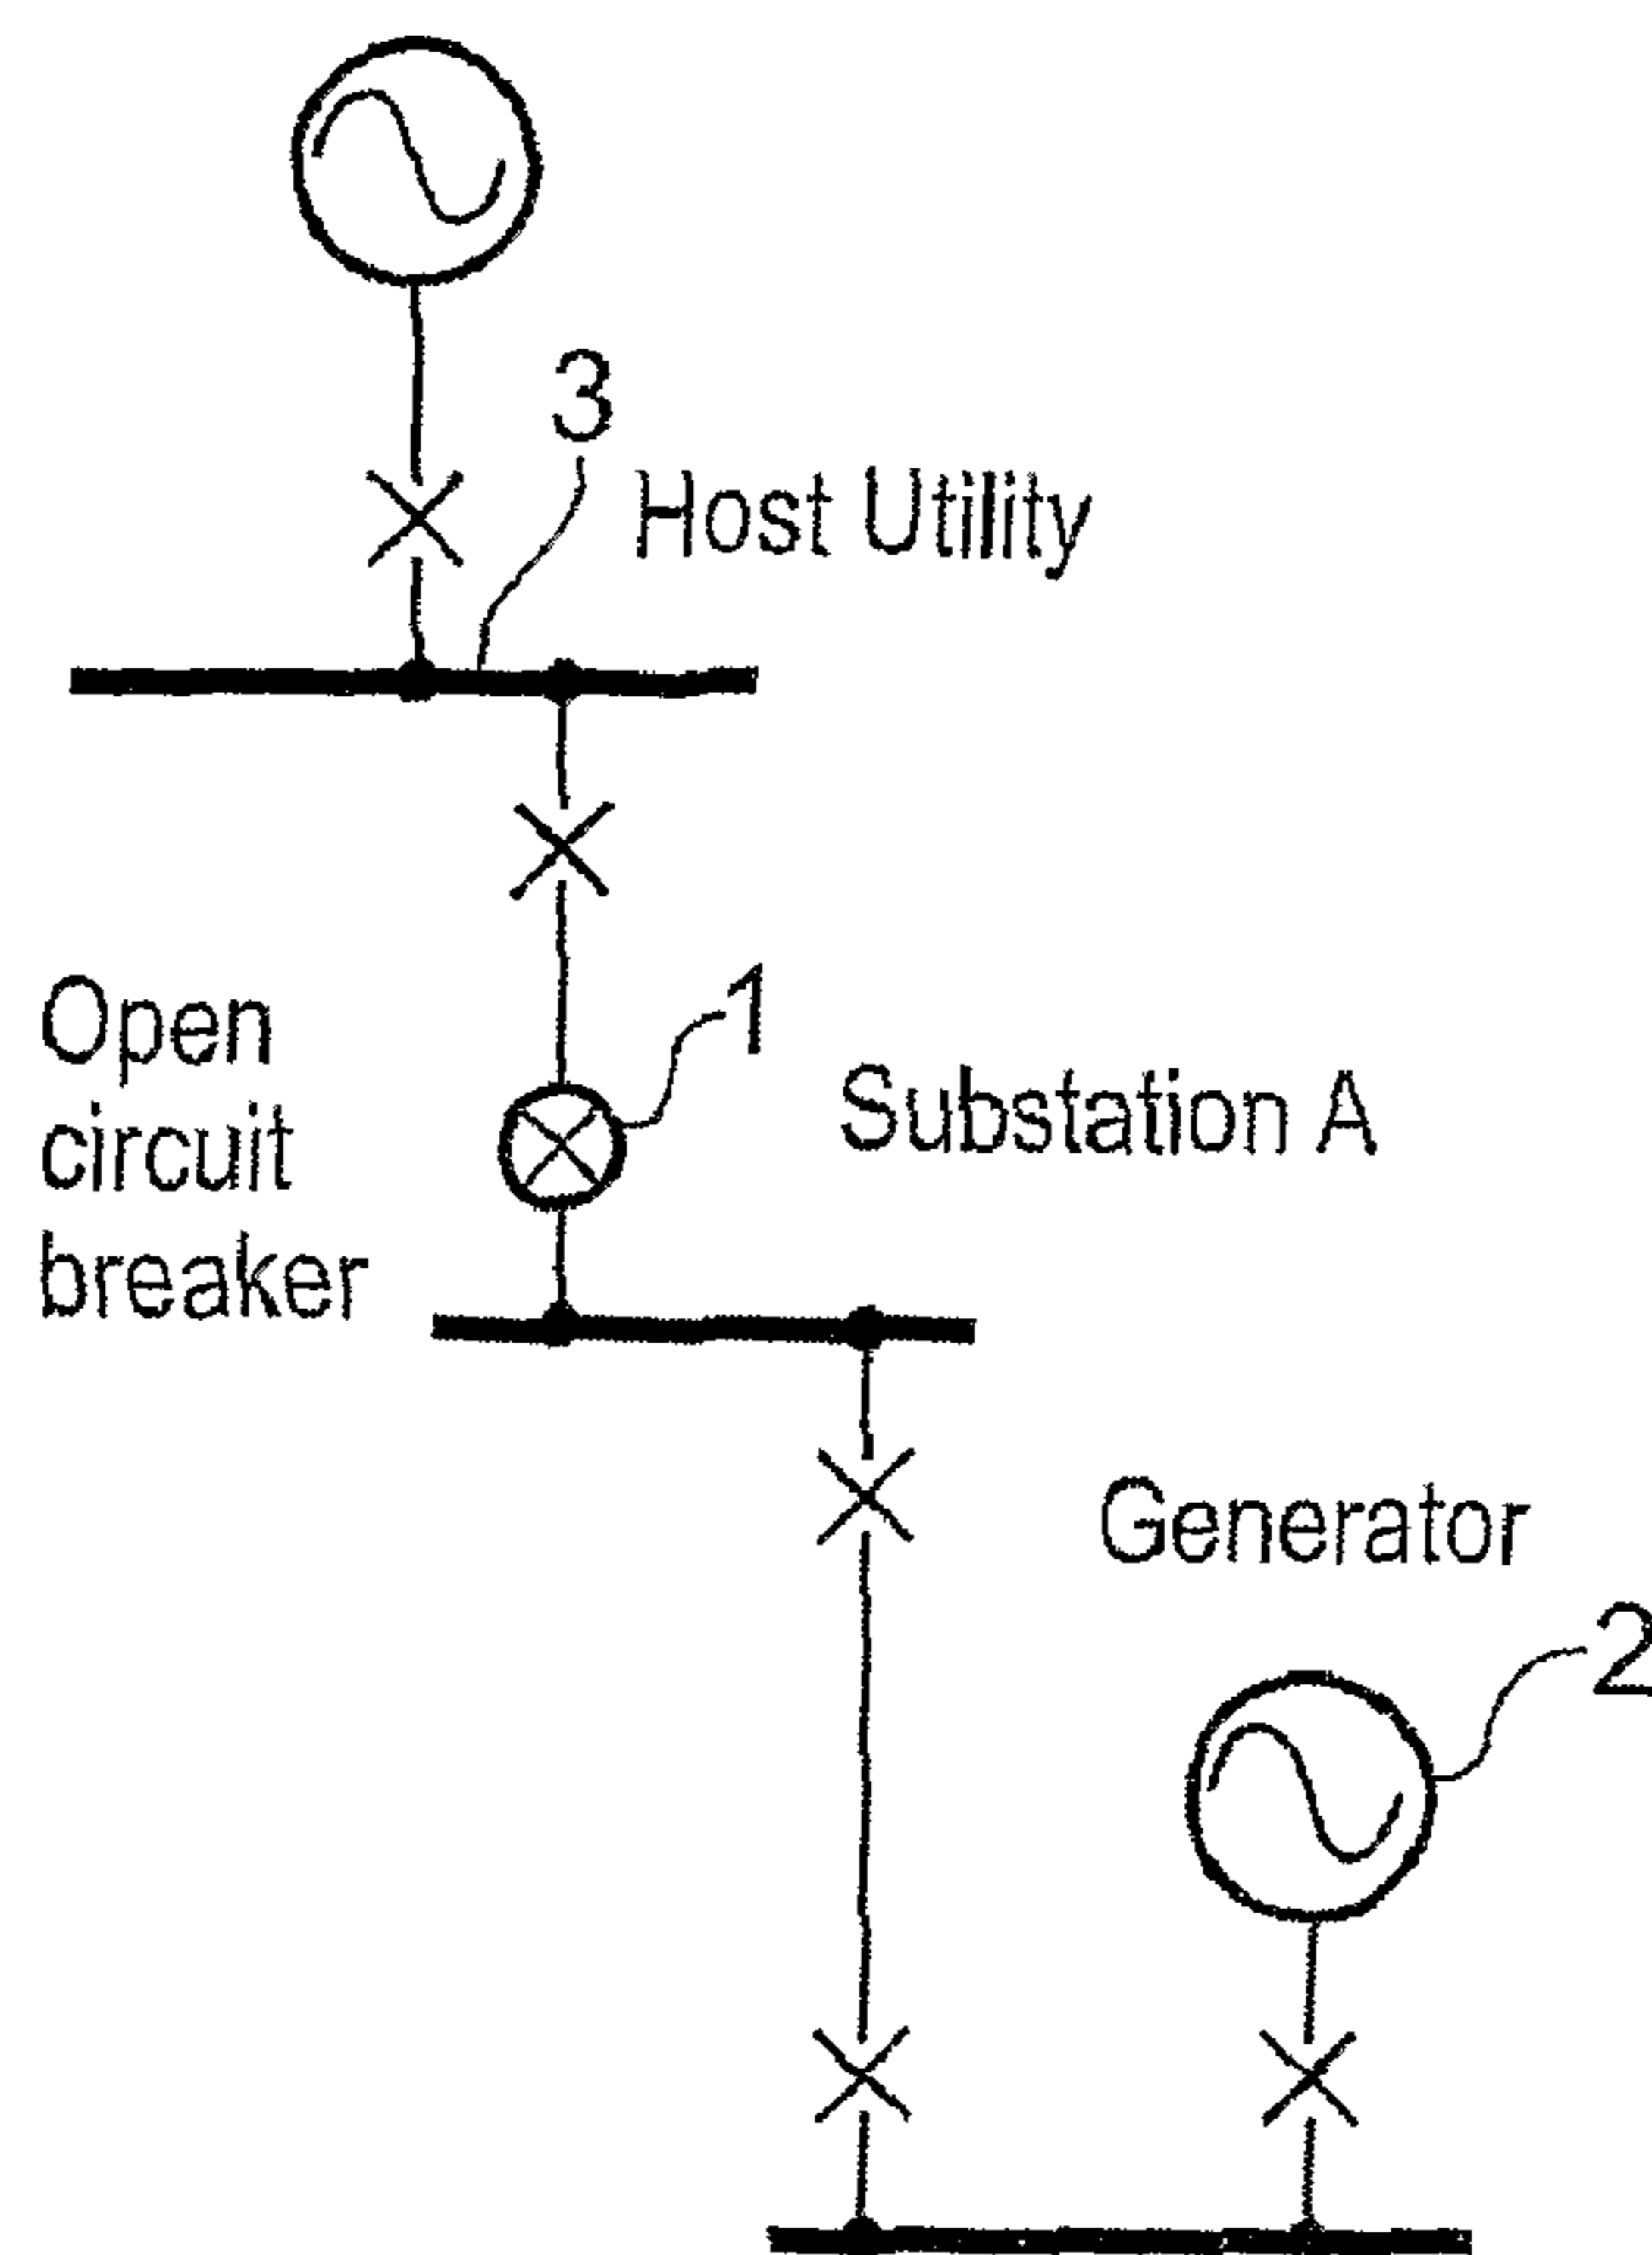 3
Host Utility
Open
circuit
breaker
1
Substation A
Generator
2